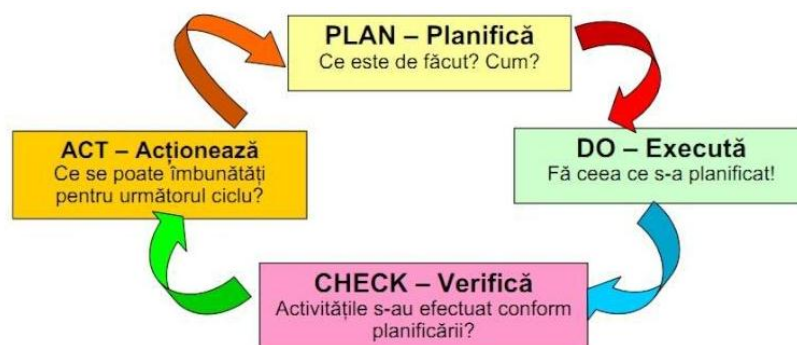 PLAN – Planifică
Ce este de făcut? Cum?
DO – Execută
Fă ceea ce s-a planificat!
CHECK – Verifică
Activitățile s-au efectuat conform
planificării?
ACT – Acționează
Ce se poate îmbunătăți
pentru următorul ciclu?